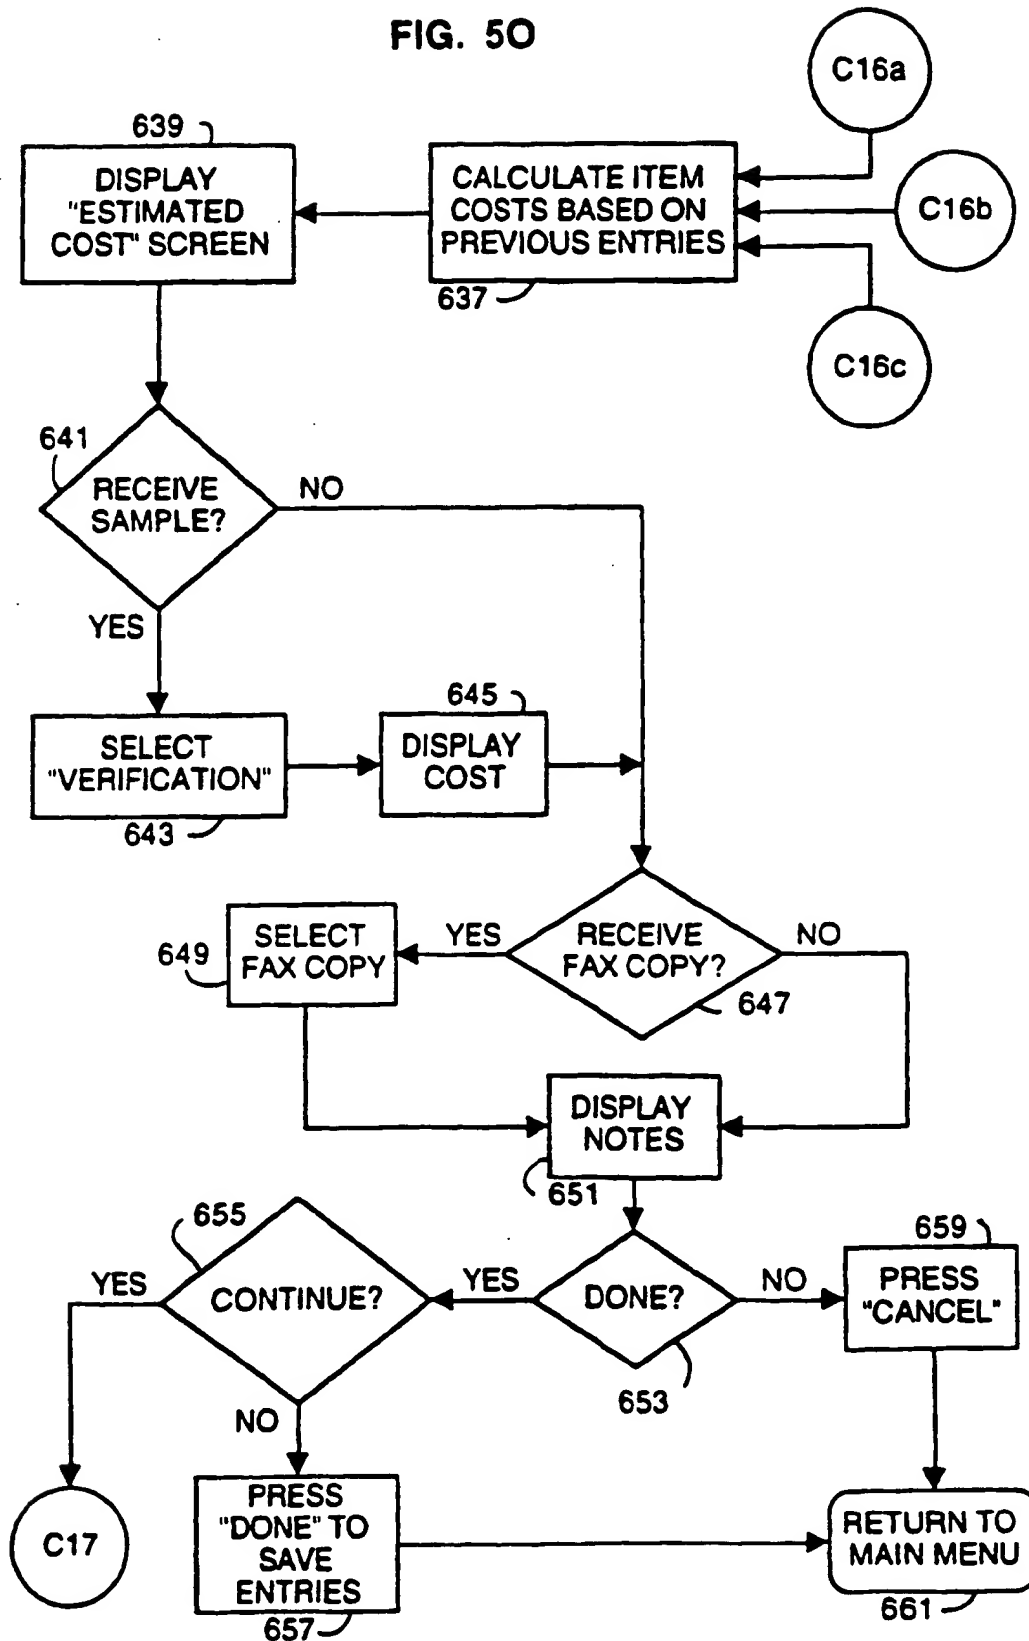 FIG. 50
C16a
639
DISPLAY
"ESTIMATED
COST" SCREEN
CALCULATE ITEM
COSTS BASED ON
PREVIOUS ENTRIES
C16b
637
C16c
641
RECEIVE
SAMPLE?
NO
YES
645
SELECT
"VERIFICATION"
DISPLAY
COST
643
649
SELECT
FAX COPY
YES
RECEIVE
FAX COPY?
NO
647
DISPLAY
NOTES
651
655
659
YES
CONTINUE?
YES
DONE?
NO
PRESS
"CANCEL"
653
NO
C17
PRESS
"DONE" TO
SAVE
ENTRIES
RETURN TO
MAIN MENU
657
661